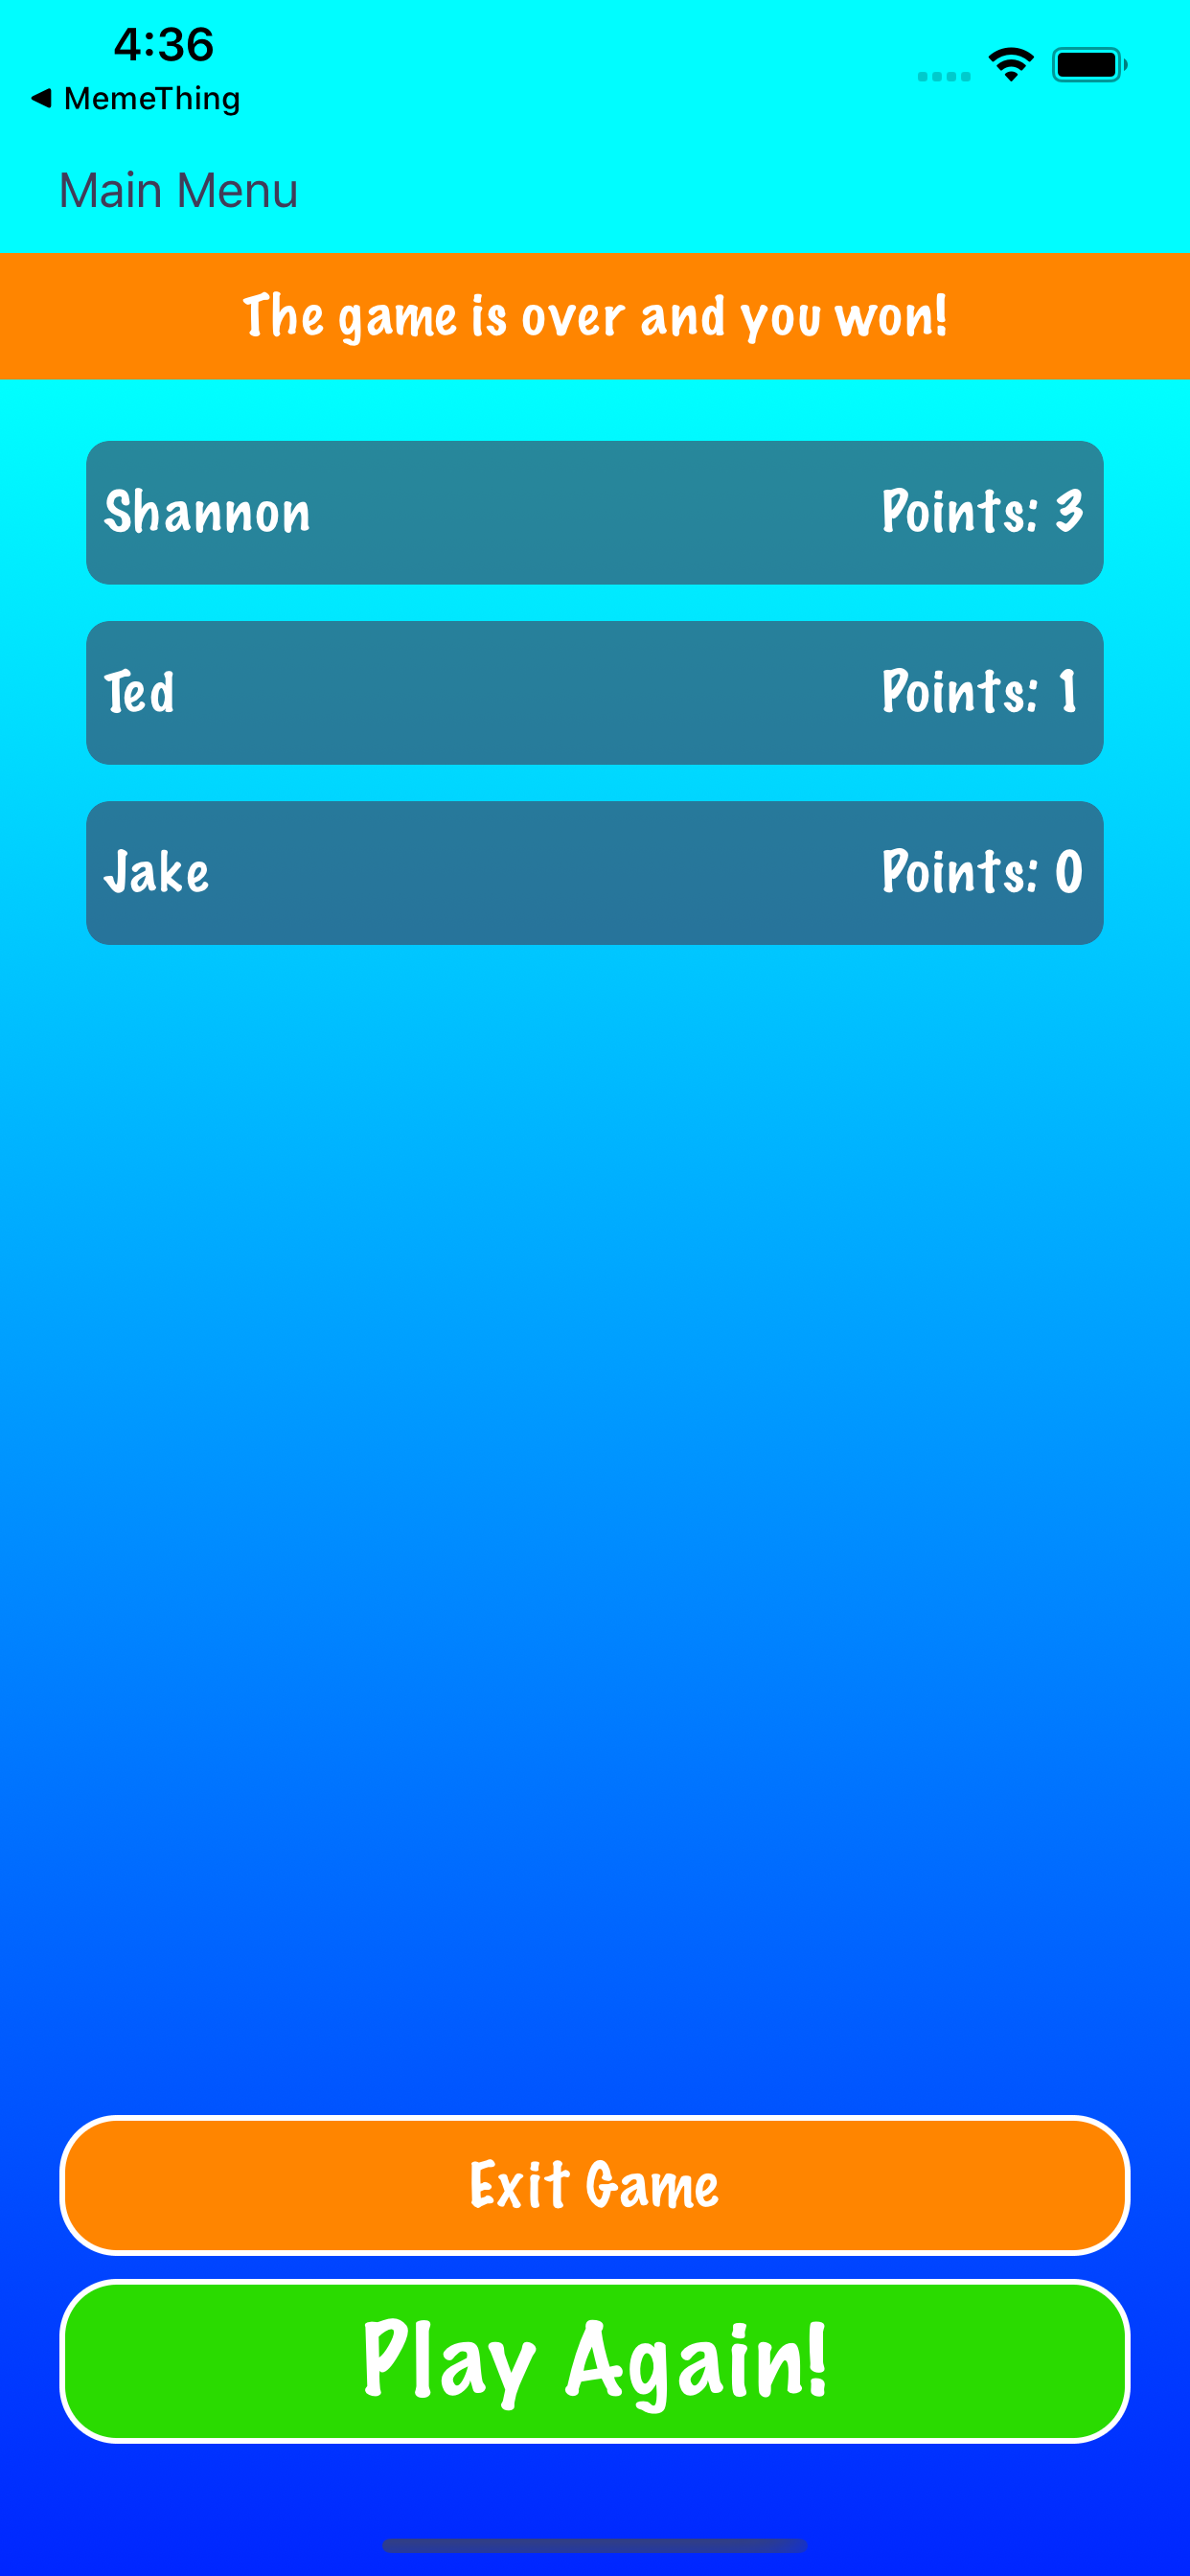 4:36
MemeThing
Main Menu
The game is over and you won!
Shannon Points: 3
Ted Points: 1
Jake Points: 0
Exit Game
Play Again!